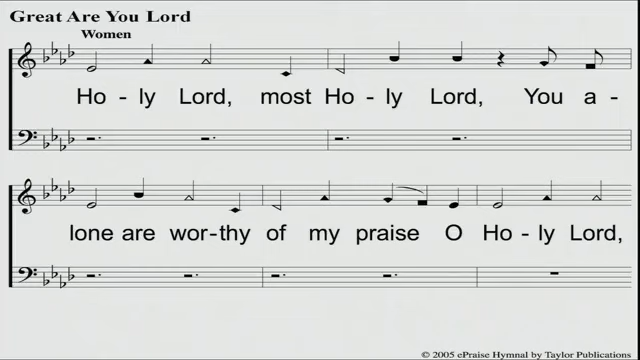 Great Are You Lord
Women
Ho - ly Lord, most Ho - ly Lord, You a -
lone are wor-thy of my praise O Ho - ly Lord,
© 2005 ePraise Hymnal by Taylor Publications